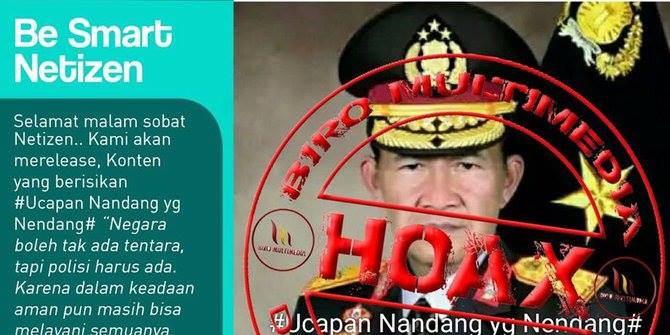 Be Smart
Netizen
Selamat malam sobat
Netizen.. Kami akan
merelease, Konten
yang berisikan
#Ucapan Nandang yg
Nendang# “Negara
boleh tak ada tentara,
tapi polisi harus ada.
Karena dalam keadaan
aman pun masih bisa
melayani semuanya
BIRO MULTIMEDIA
HOAX
BIRO MULTIMEDIA
#Ucapan Nandang yg Nendang#